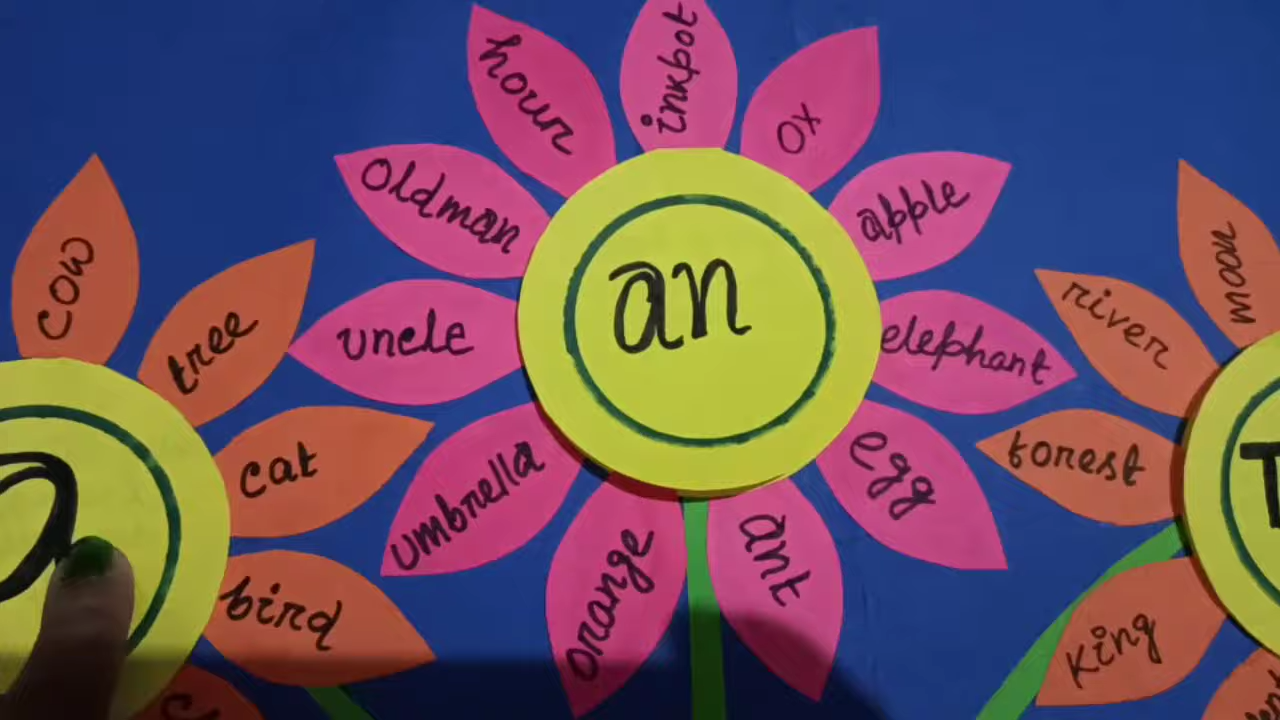 cow
tree
cat
bird
an
inkpot
ox
apple
elephant
egg
ant
orange
umbrella
uncle
oldman
hour
moon
river
forest
King